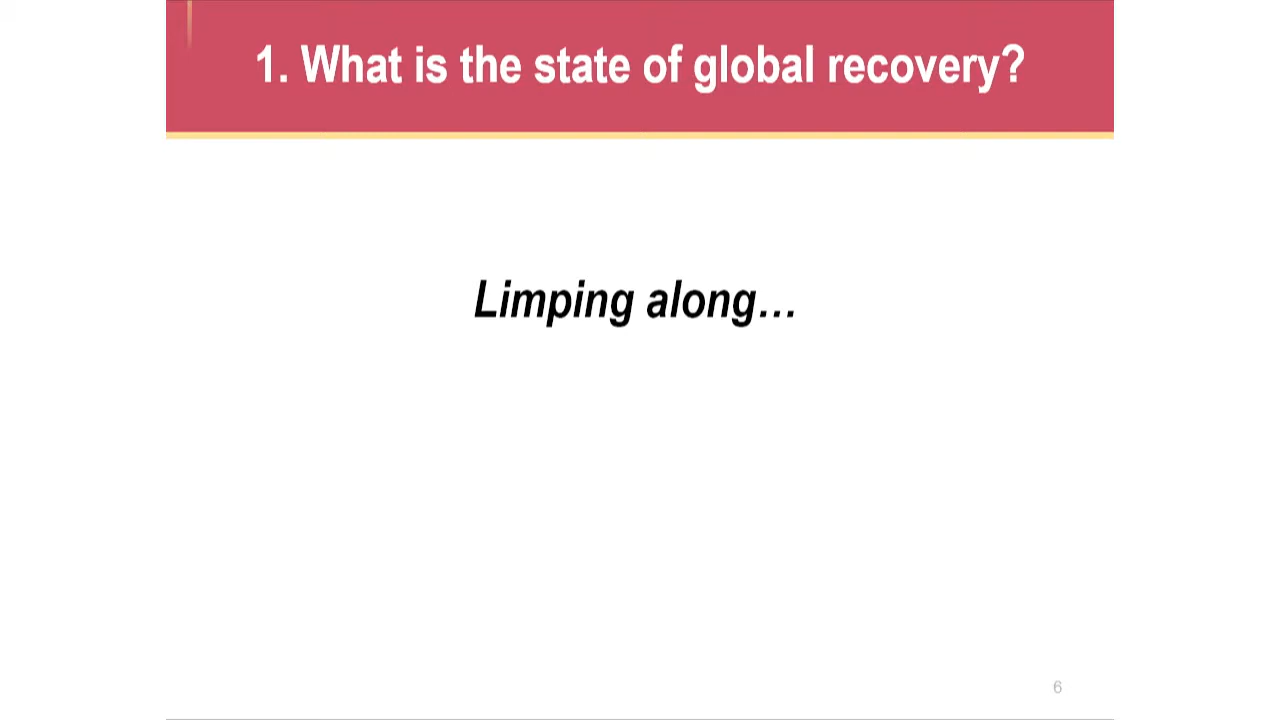 1. What is the state of global recovery?
Limping along…
6